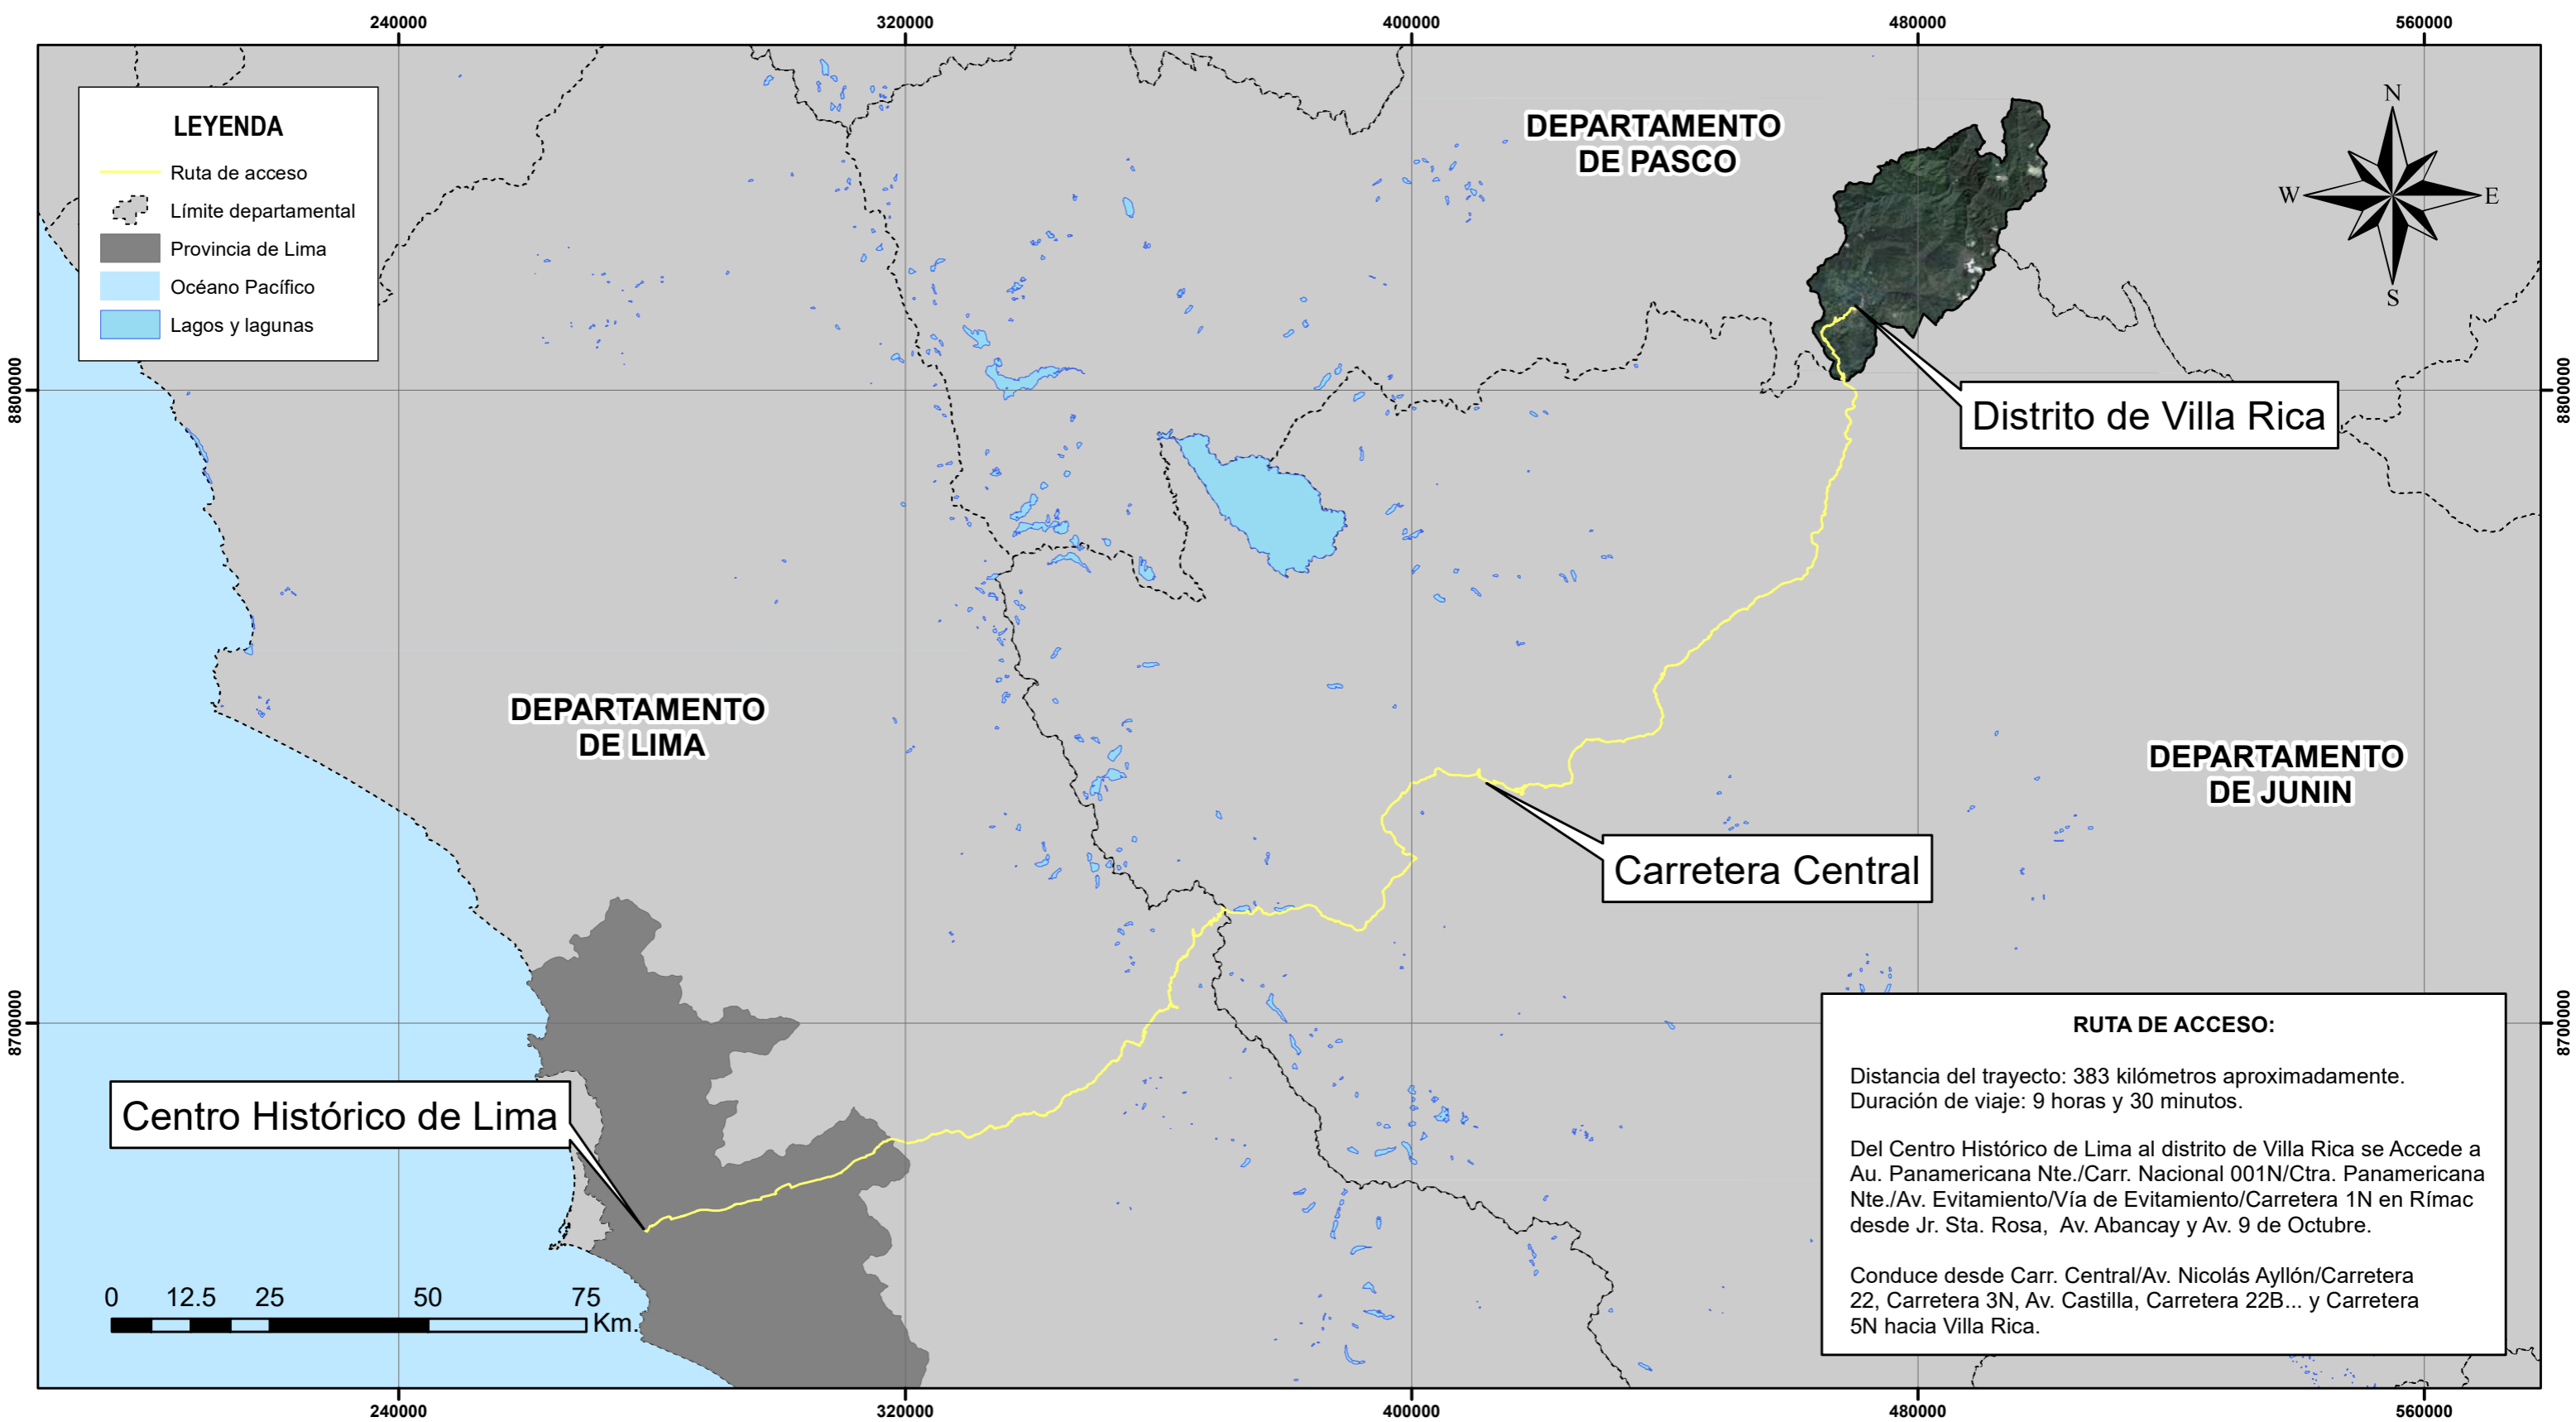 240000 320000 400000 480000 560000
LEYENDA
Ruta de acceso
Límite departamental
Provincia de Lima
Océano Pacífico
Lagos y lagunas
DEPARTAMENTO
DE PASCO
N
W E
S
8800000 8800000
Distrito de Villa Rica
DEPARTAMENTO
DE LIMA
DEPARTAMENTO
DE JUNIN
Carretera Central
8700000 8700000
Centro Histórico de Lima
RUTA DE ACCESO:
Distancia del trayecto: 383 kilómetros aproximadamente.
Duración de viaje: 9 horas y 30 minutos.
Del Centro Histórico de Lima al distrito de Villa Rica se Accede a
Au. Panamericana Nte./Carr. Nacional 001N/Ctra. Panamericana
Nte./Av. Evitamiento/Vía de Evitamiento/Carretera 1N en Rímac
desde Jr. Sta. Rosa, Av. Abancay y Av. 9 de Octubre.
Conduce desde Carr. Central/Av. Nicolás Ayllón/Carretera
22, Carretera 3N, Av. Castilla, Carretera 22B... y Carretera
5N hacia Villa Rica.
0 12.5 25 50 75
Km.
240000 320000 400000 480000 560000